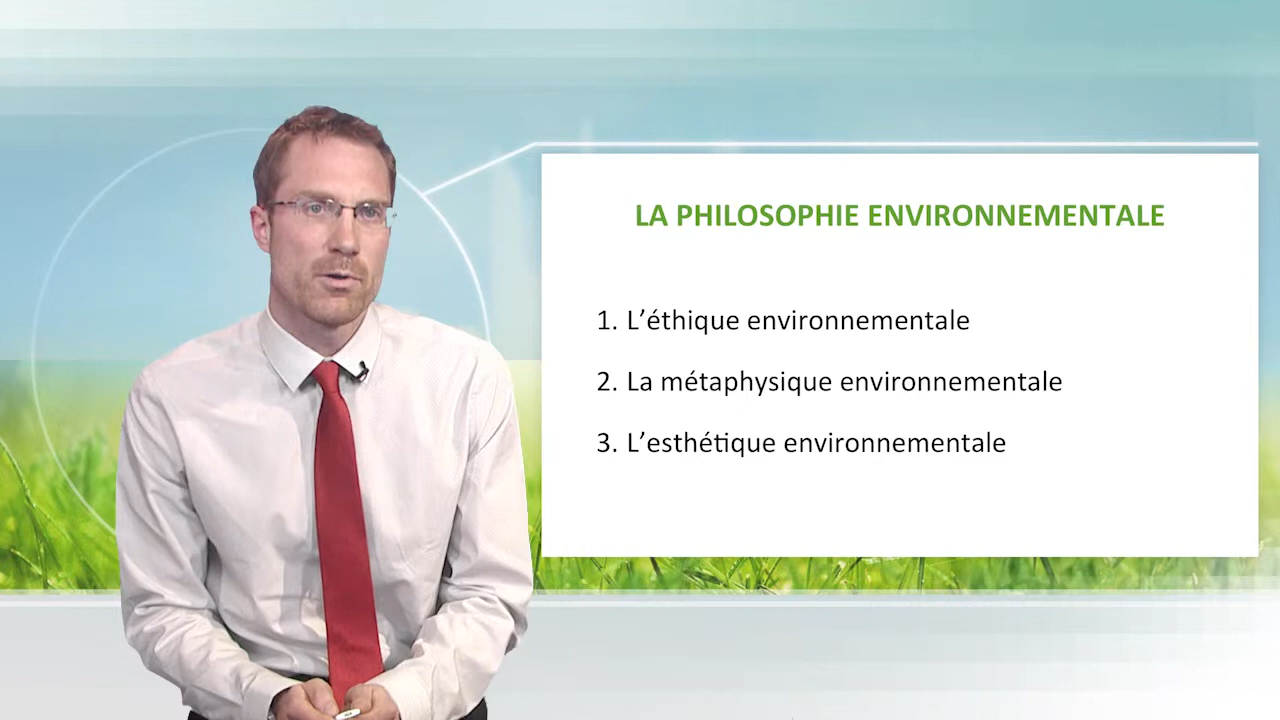 LA PHILOSOPHIE ENVIRONNEMENTALE
1. L’éthique environnementale
2. La métaphysique environnementale
3. L’esthétique environnementale